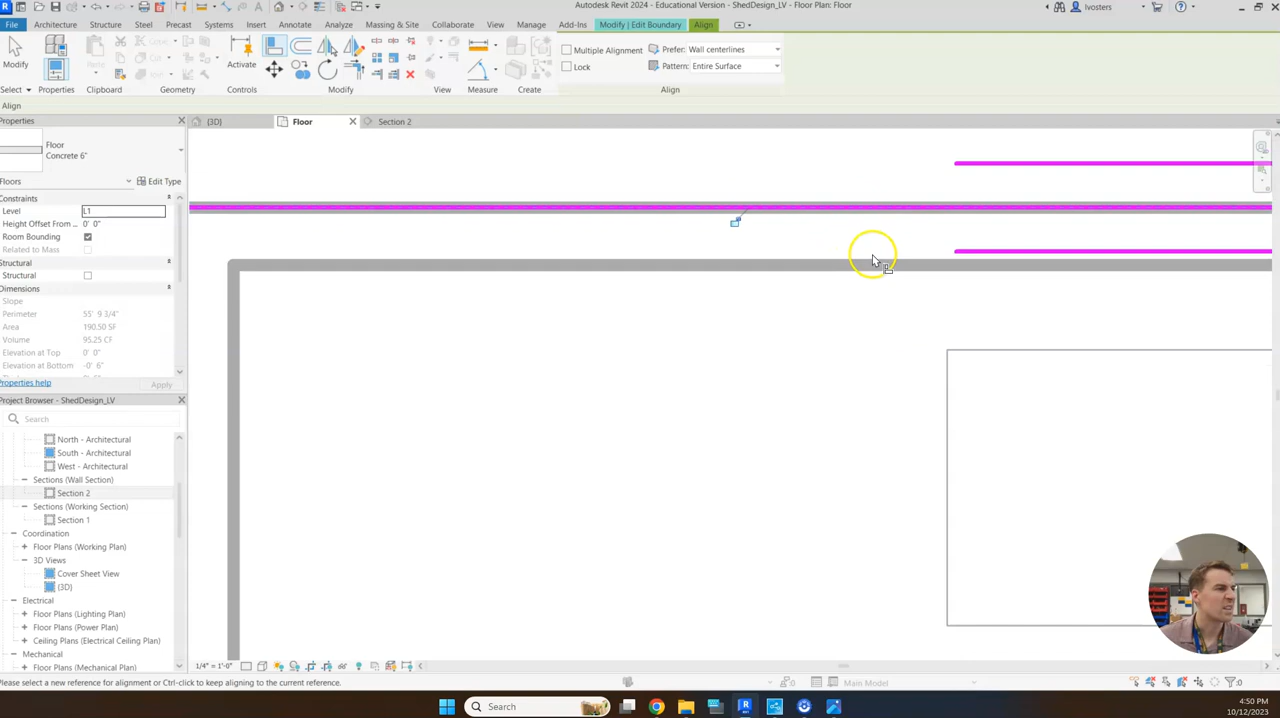 Autodesk Revit 2024 - Educational Version - ShedDesign_LV - Floor Plan: Floor
lvosters
File
Architecture
Structure
Steel
Precast
Systems
Insert
Annotate
Analyze
Massing & Site
Collaborate
View
Manage
Add-Ins
Modify | Edit Boundary
Align
Modify
Paste
Cut
Activate
Multiple Alignment
Lock
Prefer: Wall centerlines
Pattern: Entire Surface
Select
Properties
Clipboard
Geometry
Controls
Modify
View
Measure
Create
Align
Align
Properties
{3D}
Floor
Section 2
Floor
Concrete 6"
Floors
Edit Type
Constraints
Level
L1
Height Offset From ...
0' 0"
Room Bounding
Related to Mass
Structural
Structural
Dimensions
Slope
Perimeter
55' 9 3/4"
Area
190.50 SF
Volume
95.25 CF
Elevation at Top
0' 0"
Elevation at Bottom
-0' 6"
Properties help
Apply
Project Browser - ShedDesign_LV
Search
North - Architectural
South - Architectural
West - Architectural
Sections (Wall Section)
Section 2
Sections (Working Section)
Section 1
Coordination
Floor Plans (Working Plan)
3D Views
Cover Sheet View
{3D}
Electrical
Floor Plans (Lighting Plan)
Floor Plans (Power Plan)
Ceiling Plans (Electrical Ceiling Plan)
Mechanical
Floor Plans (Mechanical Plan)
1/4" = 1'-0"
Please select a new reference for alignment or Ctrl-click to keep aligning to the current reference.
:0
Main Model
:0
Search
4:50 PM
10/12/2023